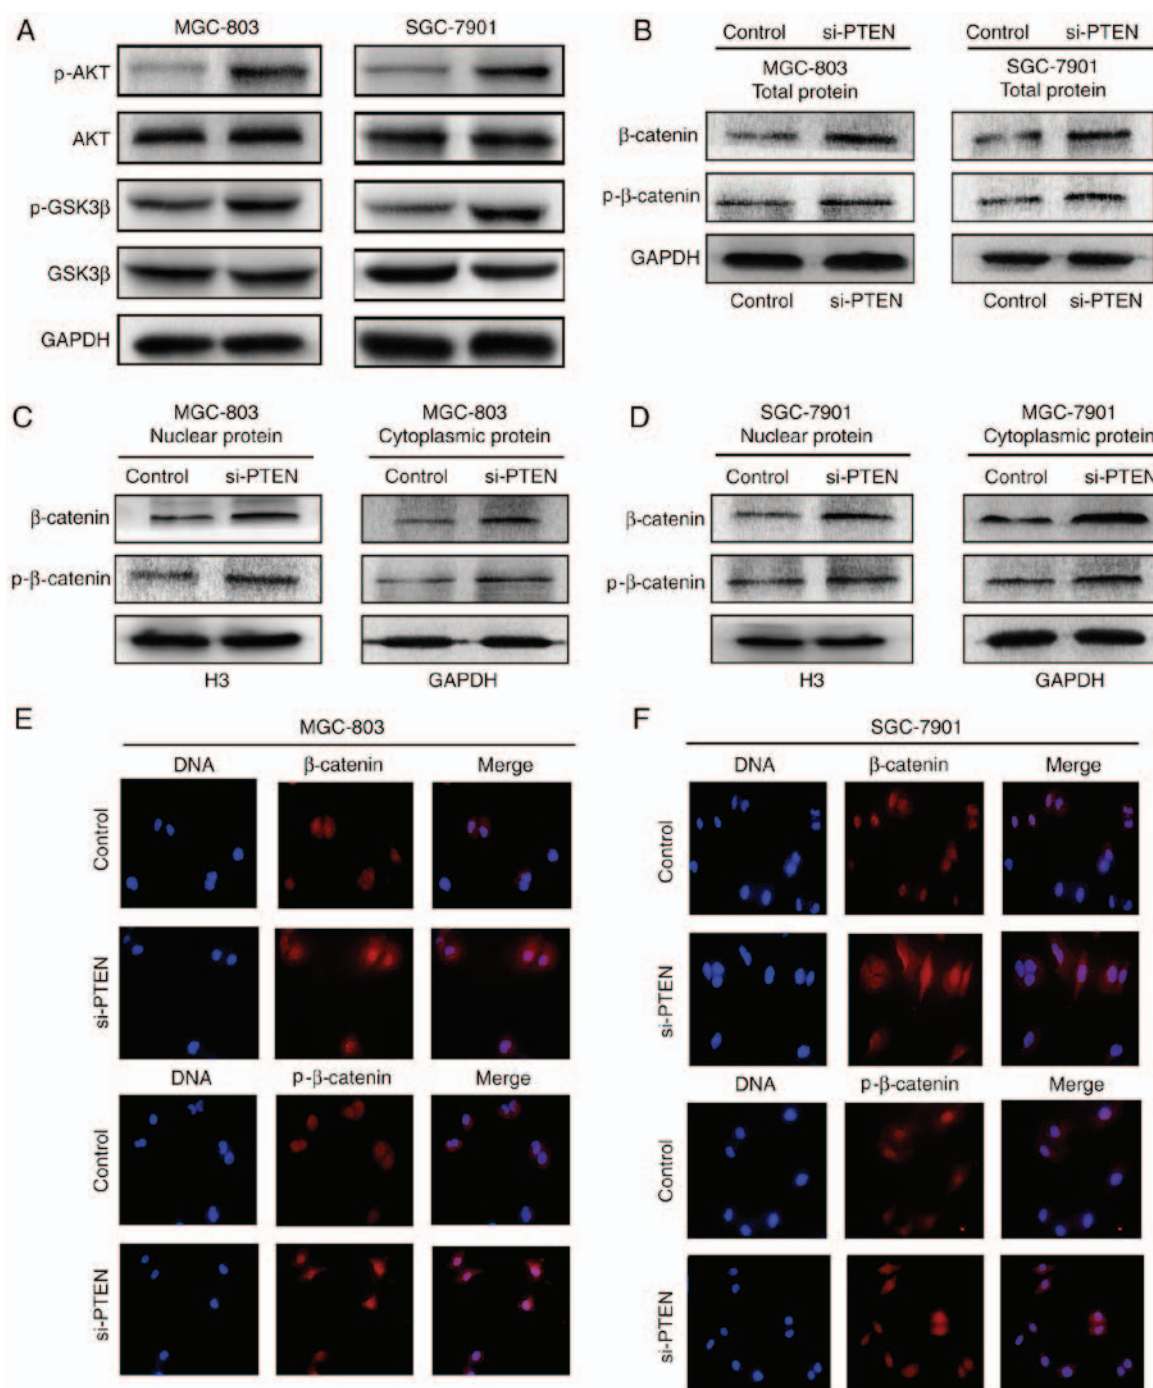 A
MGC-803 SGC-7901
p-AKT
AKT
p-GSK3β
GSK3β
GAPDH
B
Control si-PTEN Control si-PTEN
MGC-803 SGC-7901
Total protein Total protein
β-catenin
p-β-catenin
GAPDH
Control si-PTEN Control si-PTEN
C
MGC-803 MGC-803
Nuclear protein Cytoplasmic protein
Control si-PTEN Control si-PTEN
β-catenin
p-β-catenin
H3 GAPDH
D
SGC-7901 MGC-7901
Nuclear protein Cytoplasmic protein
Control si-PTEN Control si-PTEN
β-catenin
p-β-catenin
H3 GAPDH
E
MGC-803
DNA β-catenin Merge
Control
si-PTEN
DNA p-β-catenin Merge
Control
si-PTEN
F
SGC-7901
DNA β-catenin Merge
Control
si-PTEN
DNA p-β-catenin Merge
Control
si-PTEN